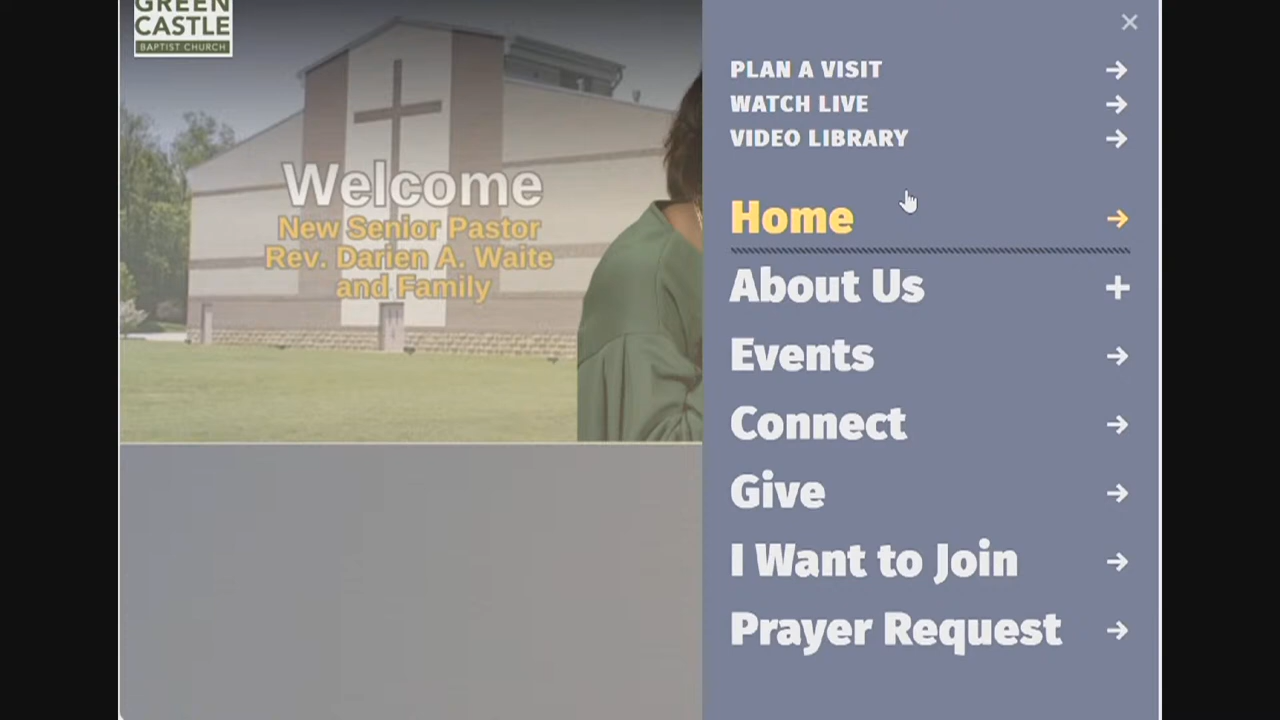 GREEN
CASTLE
BAPTIST CHURCH
Welcome
New Senior Pastor
Rev. Darien A. Waite
and Family
PLAN A VISIT
WATCH LIVE
VIDEO LIBRARY
Home
About Us
Events
Connect
Give
I Want to Join
Prayer Request